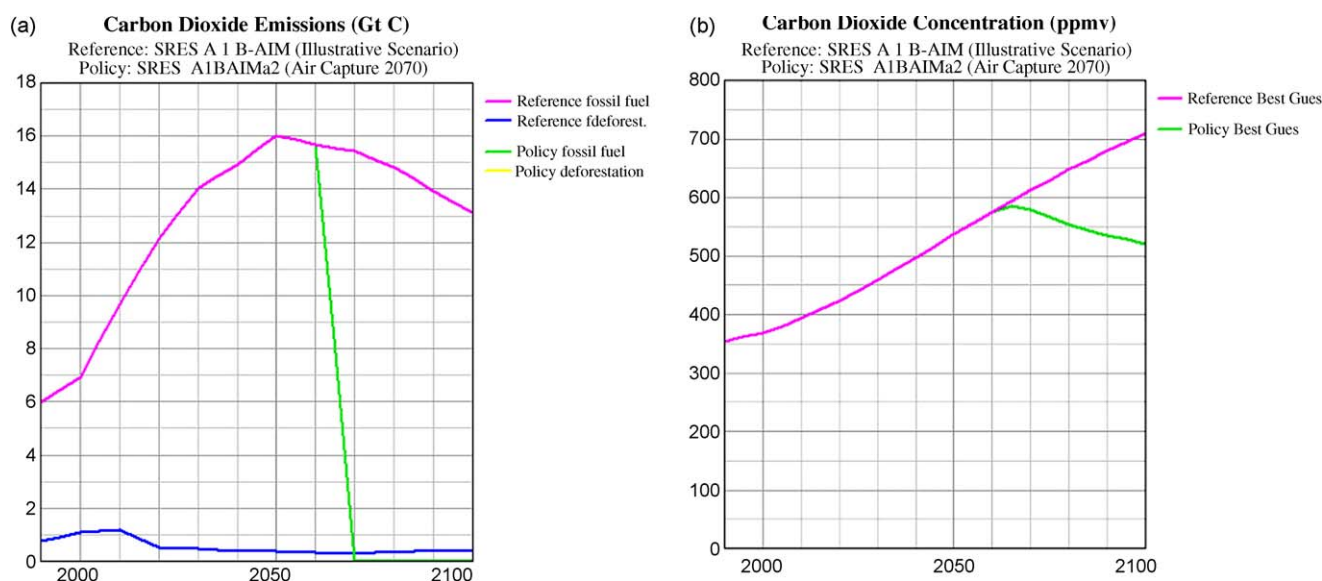 (a)
Carbon Dioxide Emissions (Gt C)
Reference: SRES A 1 B-AIM (Illustrative Scenario)
Policy: SRES A1BAIMa2 (Air Capture 2070)
18
16
14
12
10
8
6
4
2
0
2000
2050
2100
Reference fossil fuel
Reference fdeforest.
Policy fossil fuel
Policy deforestation
(b)
Carbon Dioxide Concentration (ppmv)
Reference: SRES A 1 B-AIM (Illustrative Scenario)
Policy: SRES A1BAIMa2 (Air Capture 2070)
800
700
600
500
400
300
200
100
0
2000
2050
2100
Reference Best Gues
Policy Best Gues